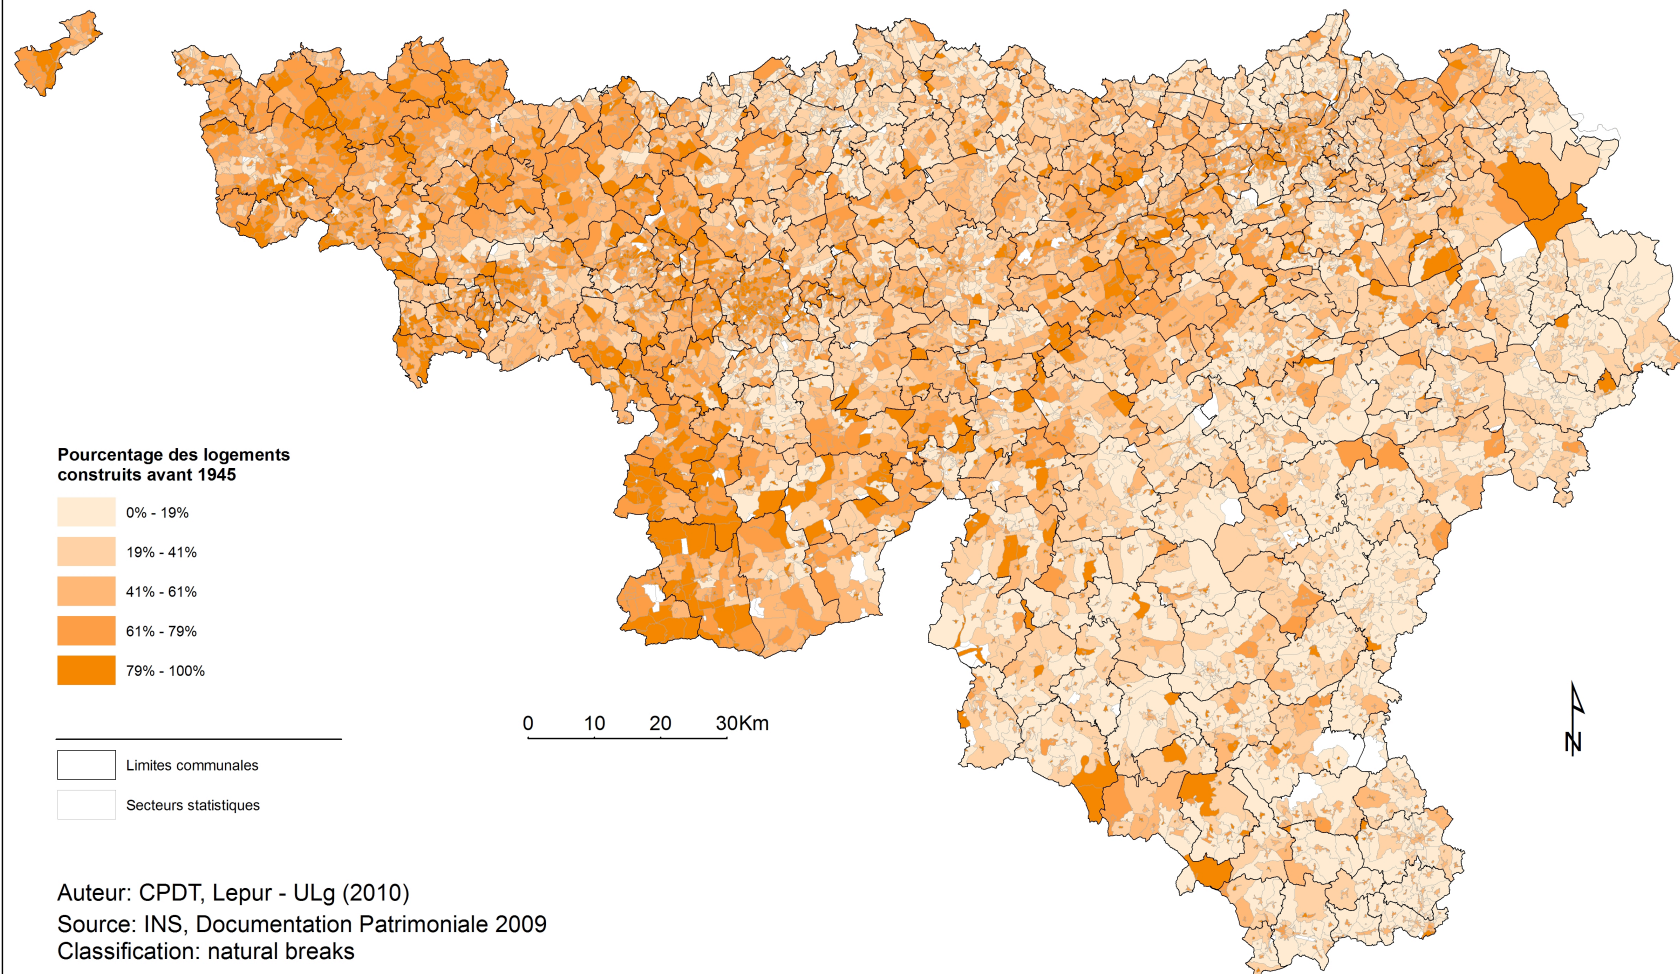 Pourcentage des logements
construits avant 1945
0% - 19%
19% - 41%
41% - 61%
61% - 79%
79% - 100%
0 10 20 30Km
Limites communales
Secteurs statistiques
N
Auteur: CPDT, Lepur - ULg (2010)
Source: INS, Documentation Patrimoniale 2009
Classification: natural breaks